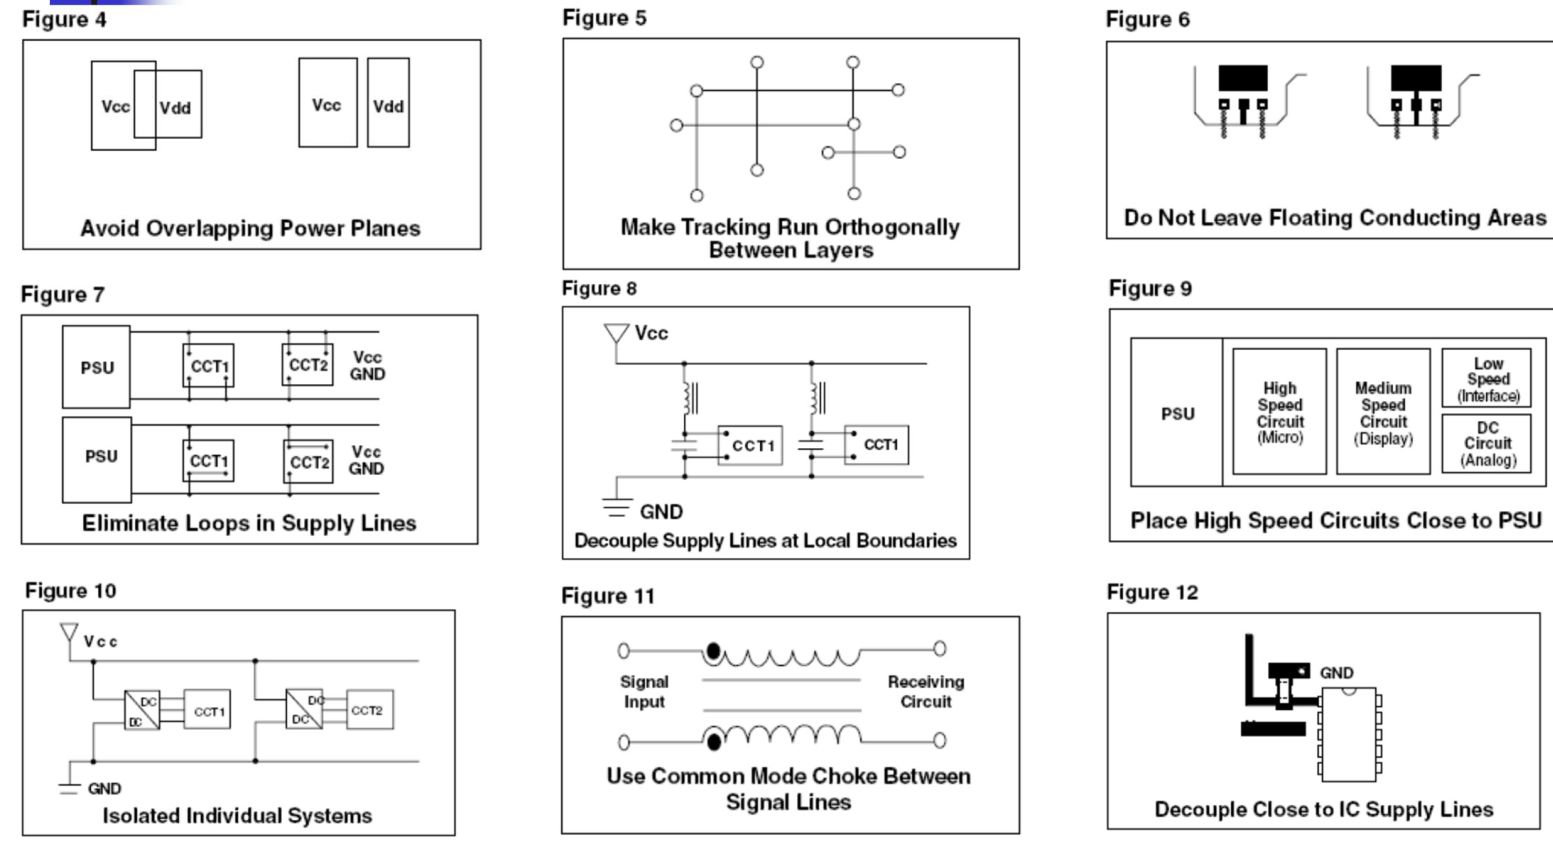 Figure 4
Vcc
Vdd
Vcc
Vdd
Avoid Overlapping Power Planes
Figure 5
Make Tracking Run Orthogonally
Between Layers
Figure 6
Do Not Leave Floating Conducting Areas
Figure 7
PSU
CCT1
CCT2
Vcc
GND
PSU
CCT1
CCT2
Vcc
GND
Eliminate Loops in Supply Lines
Figure 8
Vcc
CCT1
CCT1
GND
Decouple Supply Lines at Local Boundaries
Figure 9
PSU
High
Speed
Circuit
(Micro)
Medium
Speed
Circuit
(Display)
Low
Speed
(Interface)
DC
Circuit
(Analog)
Place High Speed Circuits Close to PSU
Figure 10
Vcc
DC
DC
CCT1
DC
DC
CCT2
GND
Isolated Individual Systems
Figure 11
Signal
Input
Receiving
Circuit
Use Common Mode Choke Between
Signal Lines
Figure 12
GND
Decouple Close to IC Supply Lines